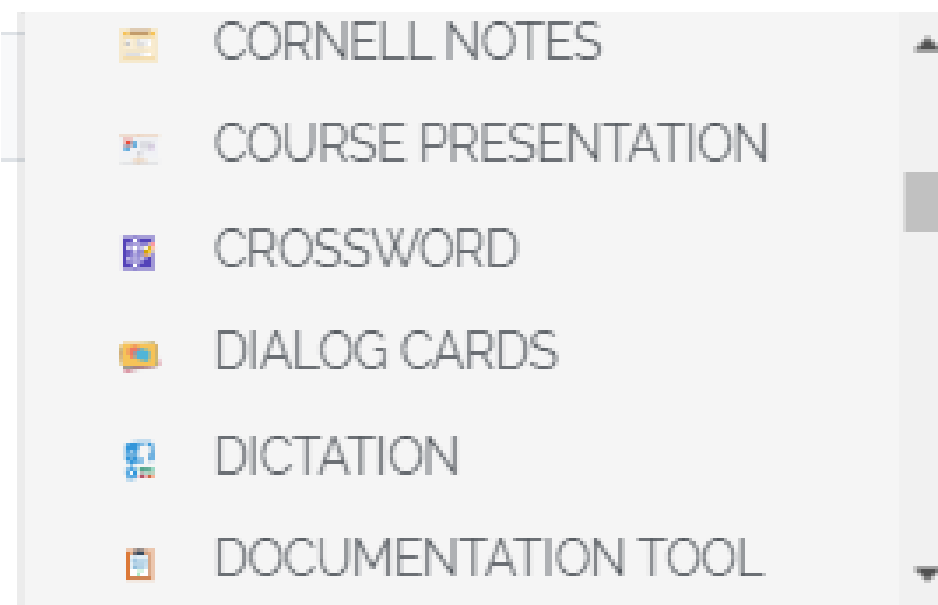 CORNELL NOTES
COURSE PRESENTATION
CROSSWORD
DIALOG CARDS
DICTATION
DOCUMENTATION TOOL